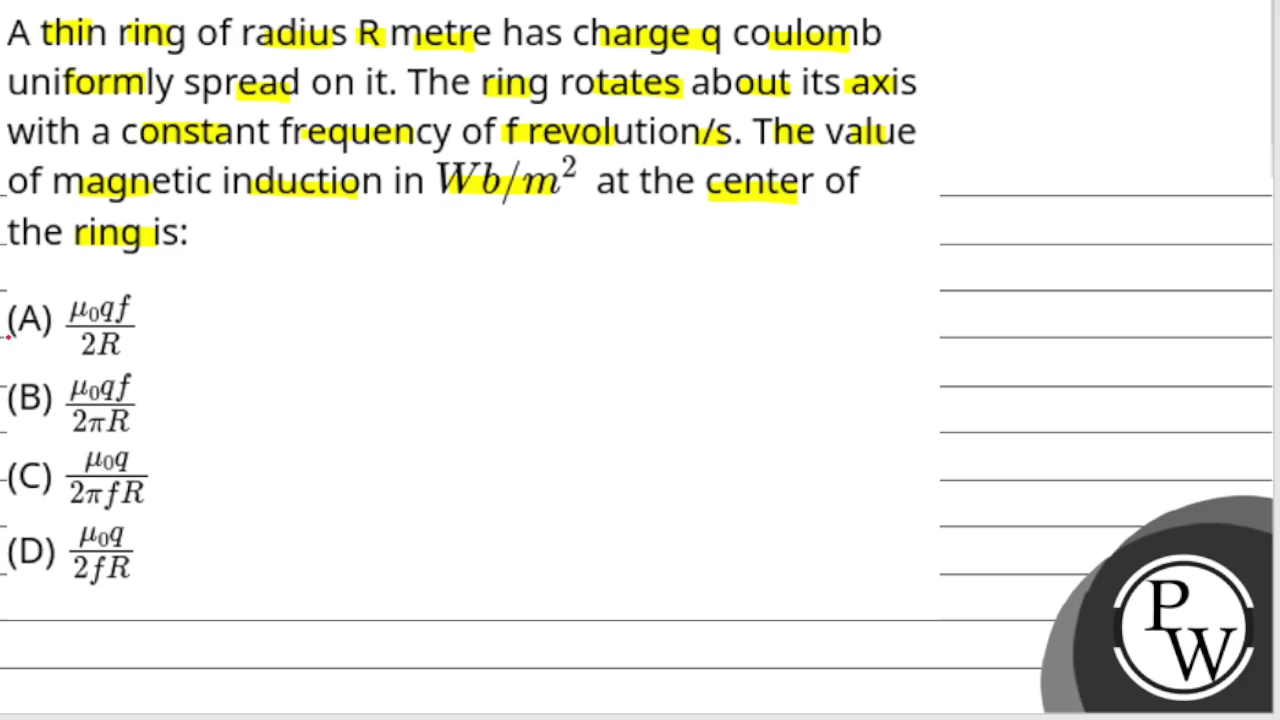 A thin ring of radius R metre has charge q coulomb
uniformly spread on it. The ring rotates about its axis
with a constant frequency of f revolution/s. The value
of magnetic induction in Wb/m² at the center of
the ring is:
(A) μ₀qf/2R
(B) μ₀qf/2πR
(C) μ₀q/2πfR
(D) μ₀q/2fR
P
W